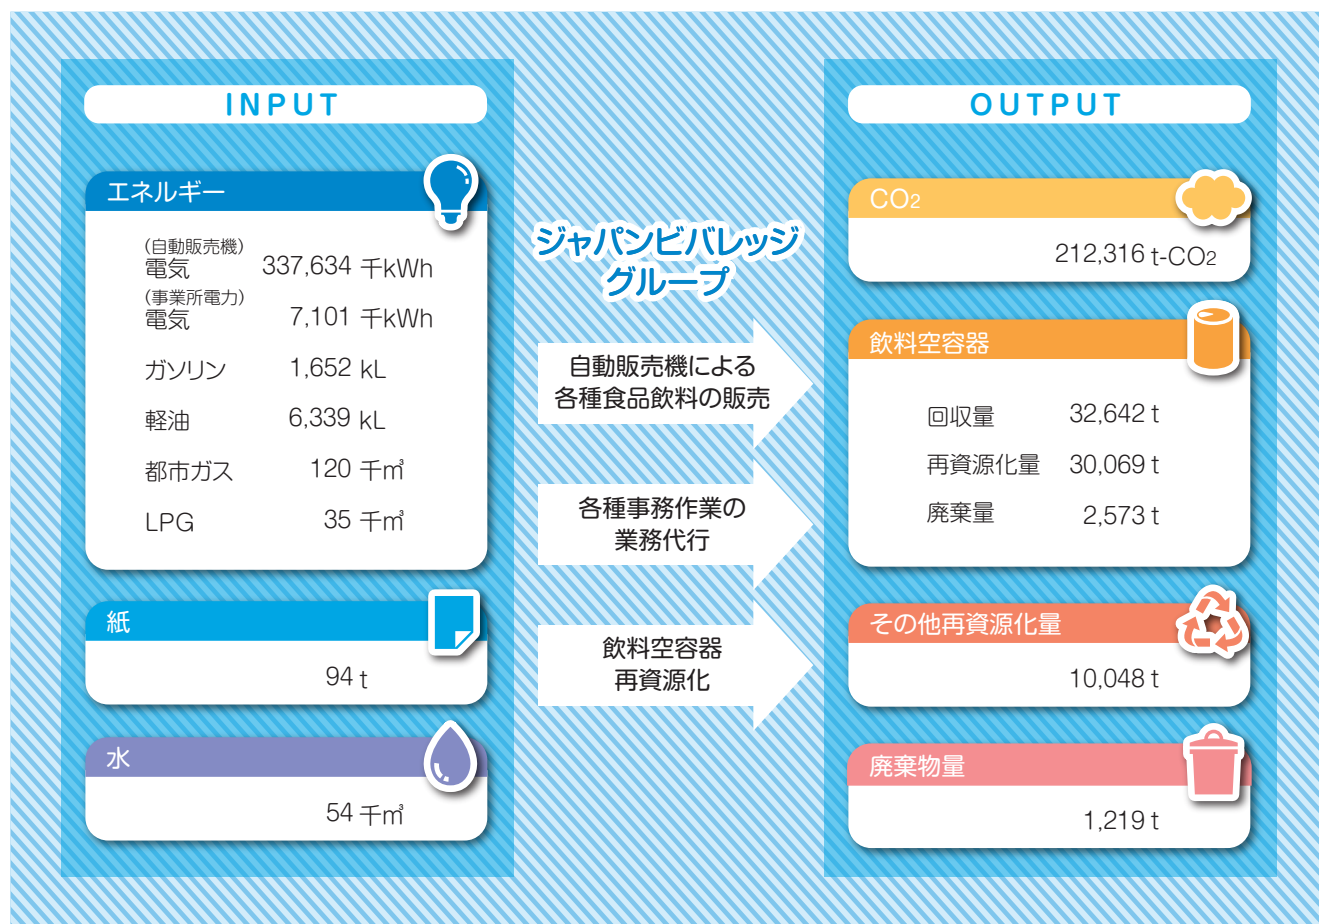 INPUT
エネルギー
(自動販売機)
電気 337,634 千kWh
(事業所電力)
電気 7,101 千kWh
ガソリン 1,652 kL
軽油 6,339 kL
都市ガス 120 千㎥
LPG 35 千㎥
紙
94 t
水
54 千㎥
ジャパンビバレッジ
グループ
自動販売機による
各種食品飲料の販売
各種事務作業の
業務代行
飲料空容器
再資源化
OUTPUT
CO2
212,316 t-CO2
飲料空容器
回収量 32,642 t
再資源化量 30,069 t
廃棄量 2,573 t
その他再資源化量
10,048 t
廃棄物量
1,219 t